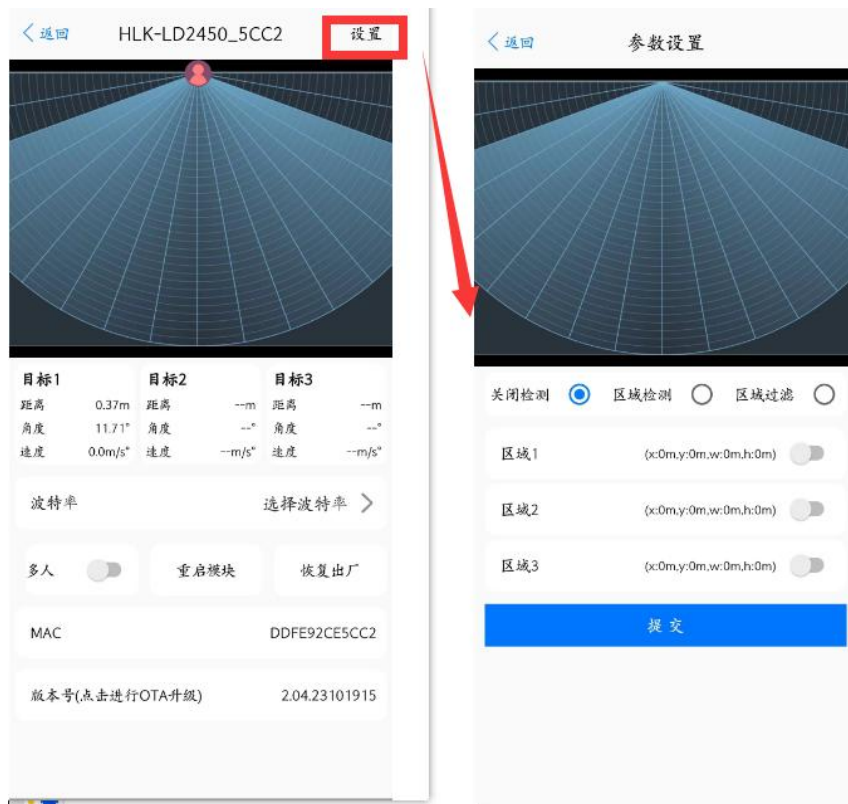 返回 HLK-LD2450_5CC2 设置
目标1 目标2 目标3
距离 0.37m 距离 --m 距离 --m
角度 11.71° 角度 --° 角度 --°
速度 0.0m/s" 速度 --m/s" 速度 --m/s"
波特率 选择波特率
多人 重启模块 恢复出厂
MAC DDFE92CE5CC2
版本号(点击进行OTA升级) 2.04.23101915
返回 参数设置
关闭检测 区域检测 区域过滤
区域1 (x:0m,y:0m,w:0m,h:0m)
区域2 (x:0m,y:0m,w:0m,h:0m)
区域3 (x:0m,y:0m,w:0m,h:0m)
提交